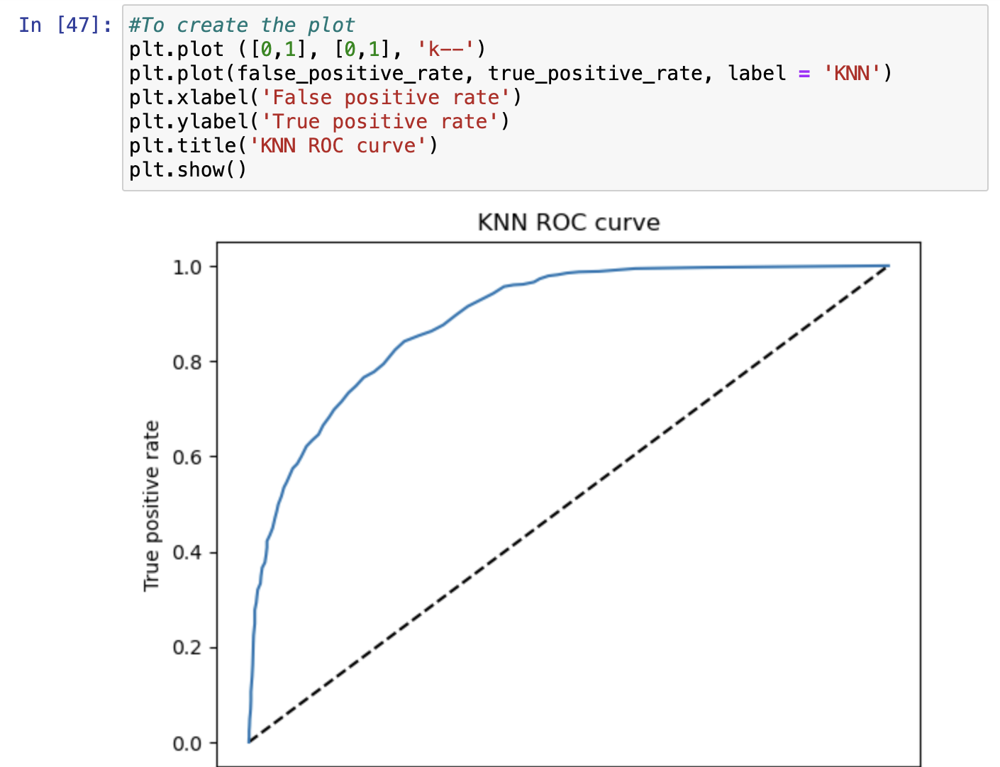 In [47]: #To create the plot
plt.plot ([0,1], [0,1], 'k--')
plt.plot(false_positive_rate, true_positive_rate, label = 'KNN')
plt.xlabel('False positive rate')
plt.ylabel('True positive rate')
plt.title('KNN ROC curve')
plt.show()
KNN ROC curve
1.0
0.8
0.6
0.4
0.2
0.0
True positive rate